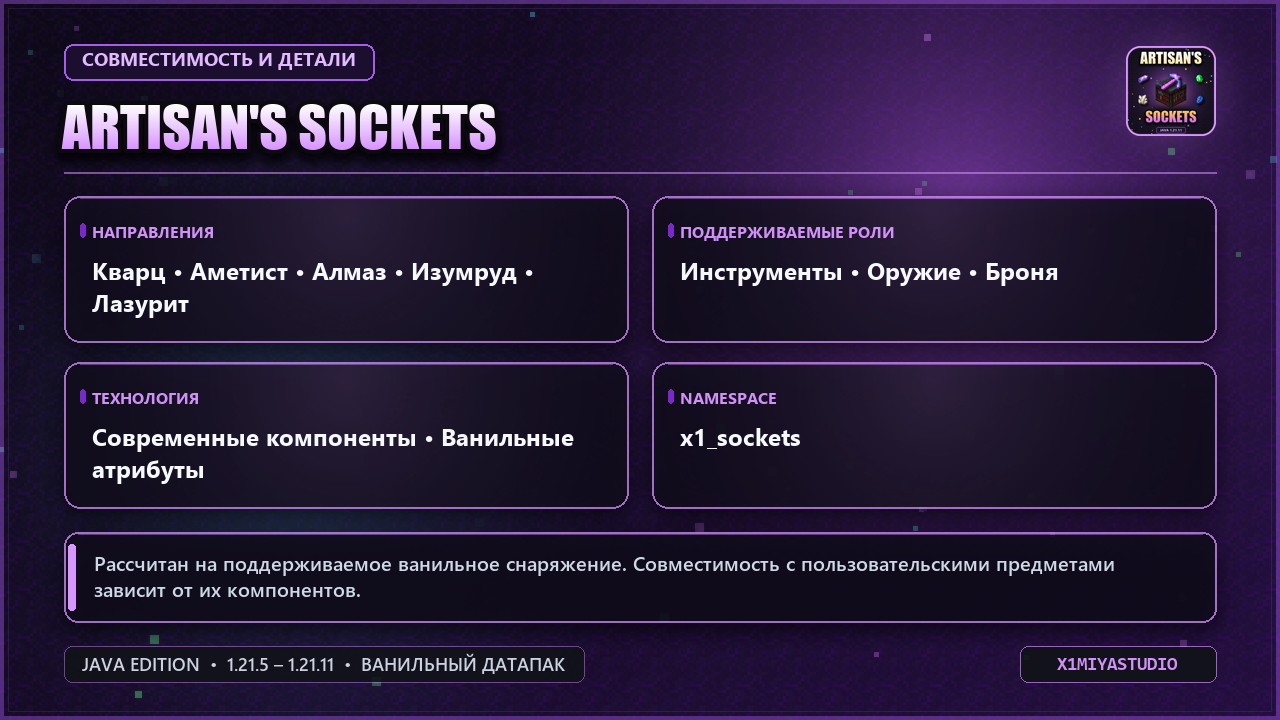 СОВМЕСТИМОСТЬ И ДЕТАЛИ
ARTISAN'S SOCKETS
ARTISAN'S
SOCKETS
НАПРАВЛЕНИЯ
Кварц • Аметист • Алмаз • Изумруд •
Лазурит
ПОДДЕРЖИВАЕМЫЕ РОЛИ
Инструменты • Оружие • Броня
ТЕХНОЛОГИЯ
Современные компоненты • Ванильные
атрибуты
NAMESPACE
x1_sockets
Рассчитан на поддерживаемое ванильное снаряжение. Совместимость с пользовательскими предметами
зависит от их компонентов.
JAVA EDITION • 1.21.5 – 1.21.11 • ВАНИЛЬНЫЙ ДАТАПАК
X1MIYASTUDIO